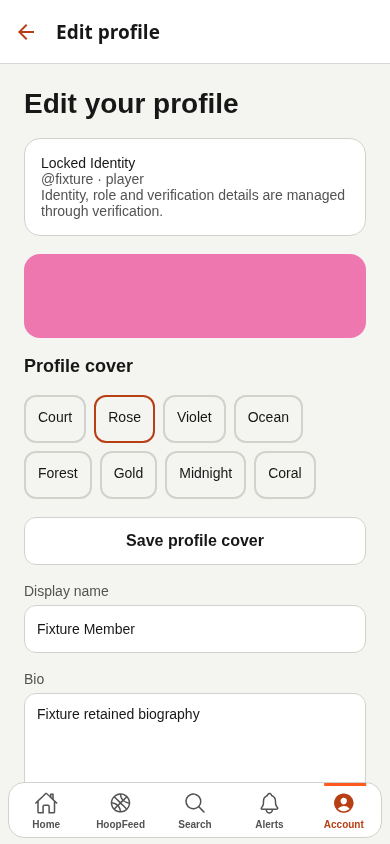 Edit profile
Edit your profile
Locked Identity
@fixture · player
Identity, role and verification details are managed
through verification.
Profile cover
Court
Rose
Violet
Ocean
Forest
Gold
Midnight
Coral
Save profile cover
Display name
Fixture Member
Bio
Fixture retained biography
Home
HoopFeed
Search
Alerts
Account